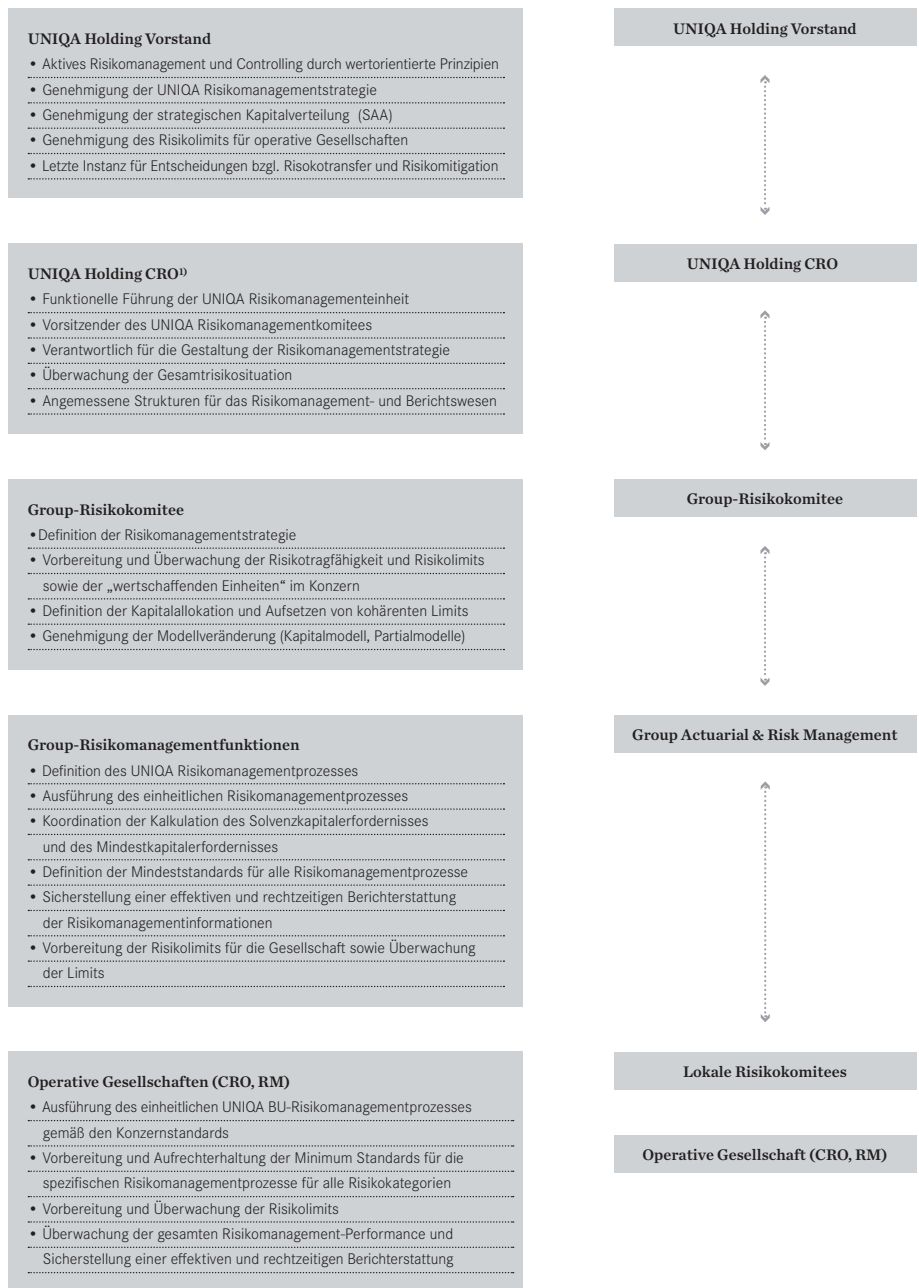 UNIQA Holding Vorstand
• Aktives Risikomanagement und Controlling durch wertorientierte Prinzipien
• Genehmigung der UNIQA Risikomanagementstrategie
• Genehmigung der strategischen Kapitalverteilung (SAA)
• Genehmigung des Risikolimits für operative Gesellschaften
• Letzte Instanz für Entscheidungen bzgl. Risokotransfer und Risikomitigation
UNIQA Holding Vorstand
UNIQA Holding CRO¹⁾
• Funktionelle Führung der UNIQA Risikomanagementeinheit
• Vorsitzender des UNIQA Risikomanagementkomitees
• Verantwortlich für die Gestaltung der Risikomanagementstrategie
• Überwachung der Gesamtrisikosituation
• Angemessene Strukturen für das Risikomanagement- und Berichtswesen
UNIQA Holding CRO
Group-Risikokomitee
•Definition der Risikomanagementstrategie
• Vorbereitung und Überwachung der Risikotragfähigkeit und Risikolimits
sowie der „wertschaffenden Einheiten“ im Konzern
• Definition der Kapitalallokation und Aufsetzen von kohärenten Limits
• Genehmigung der Modellveränderung (Kapitalmodell, Partialmodelle)
Group-Risikokomitee
Group-Risikomanagementfunktionen
• Definition des UNIQA Risikomanagementprozesses
• Ausführung des einheitlichen Risikomanagementprozesses
• Koordination der Kalkulation des Solvenzkapitalerfordernisses
und des Mindestkapitalerfordernisses
• Definition der Mindeststandards für alle Risikomanagementprozesse
• Sicherstellung einer effektiven und rechtzeitigen Berichterstattung
der Risikomanagementinformationen
• Vorbereitung der Risikolimits für die Gesellschaft sowie Überwachung
der Limits
Group Actuarial & Risk Management
Operative Gesellschaften (CRO, RM)
• Ausführung des einheitlichen UNIQA BU-Risikomanagementprozesses
gemäß den Konzernstandards
• Vorbereitung und Aufrechterhaltung der Minimum Standards für die
spezifischen Risikomanagementprozesse für alle Risikokategorien
• Vorbereitung und Überwachung der Risikolimits
• Überwachung der gesamten Risikomanagement-Performance und
Sicherstellung einer effektiven und rechtzeitigen Berichterstattung
Lokale Risikokomitees
Operative Gesellschaft (CRO, RM)